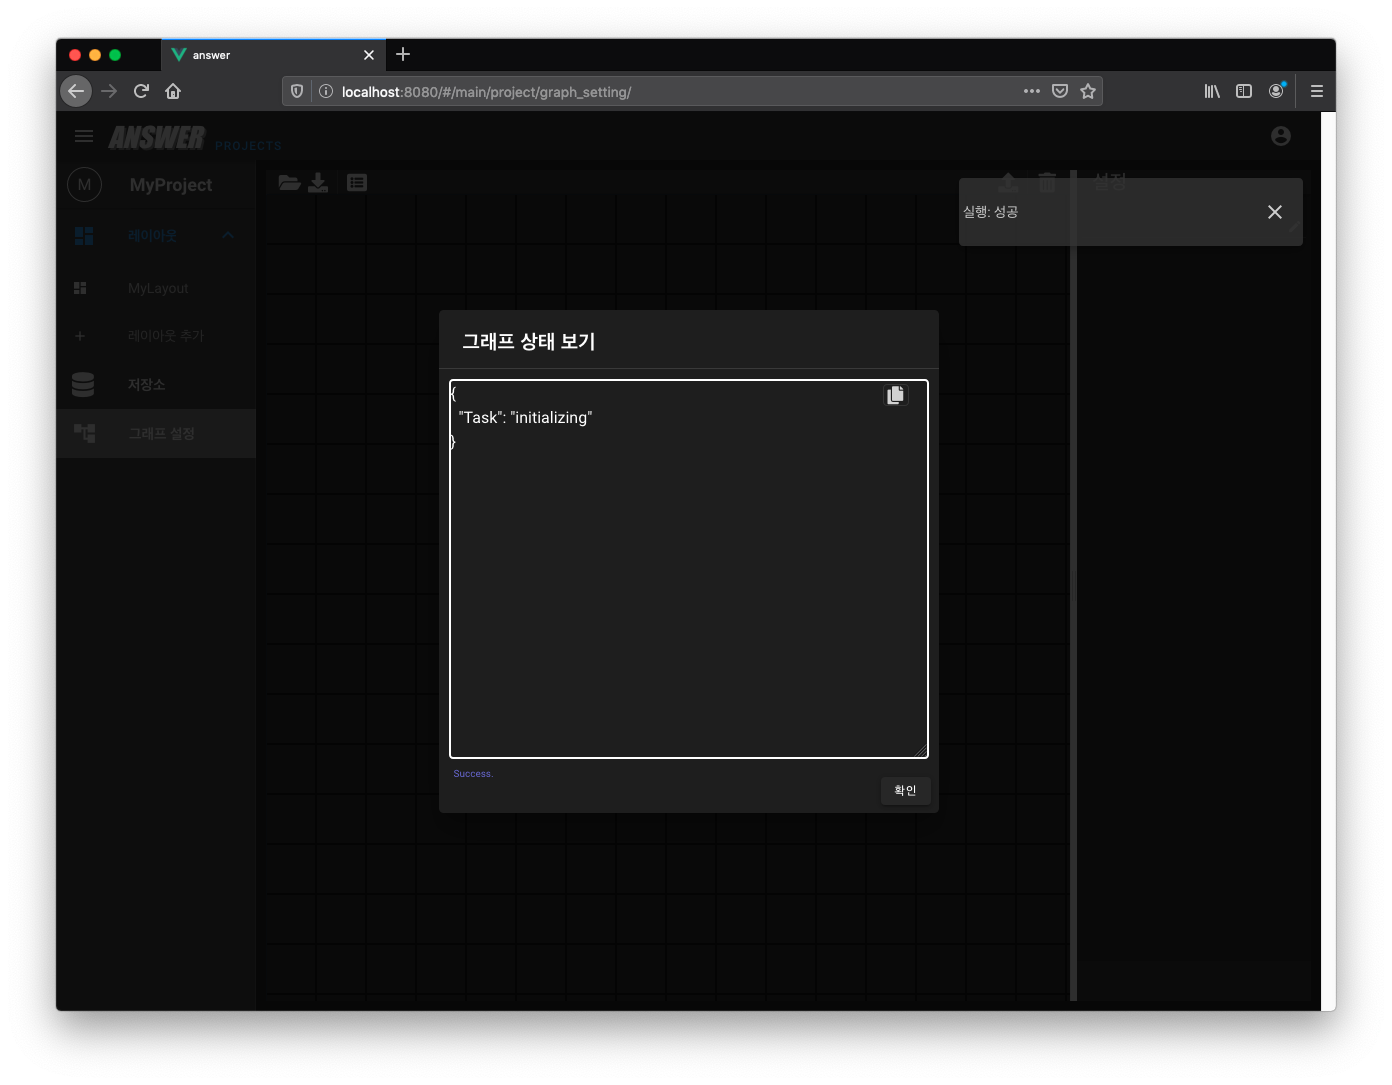 answer
localhost:8080/#/main/project/graph_setting/
ANSWER PROJECTS
M MyProject
설정
실행: 성공
레이아웃
MyLayout
레이아웃 추가
저장소
그래프 설정
그래프 상태 보기
{
"Task": "initializing"
}
Success.
확인